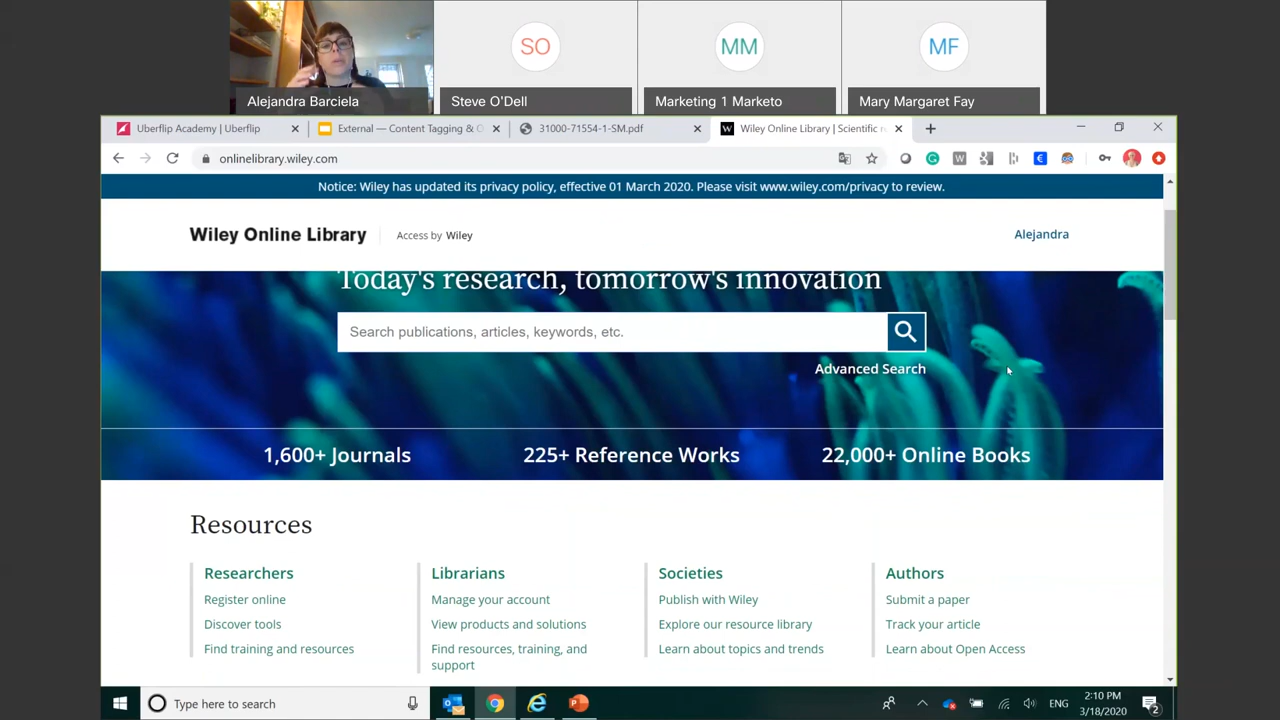 SO
MM
MF
Alejandra Barciela
Steve O'Dell
Marketing 1 Marketo
Mary Margaret Fay
Uberflip Academy | Uberflip
External — Content Tagging &
31000-71554-1-SM.pdf
W
Wiley Online Library | Scientific
onlinelibrary.wiley.com
Notice: Wiley has updated its privacy policy, effective 01 March 2020. Please visit www.wiley.com/privacy to review.
Wiley Online Library
Access by Wiley
Alejandra
Today's research, tomorrow's innovation
Search publications, articles, keywords, etc.
Advanced Search
1,600+ Journals
225+ Reference Works
22,000+ Online Books
Resources
Researchers
Register online
Discover tools
Find training and resources
Librarians
Manage your account
View products and solutions
Find resources, training, and
support
Societies
Publish with Wiley
Explore our resource library
Learn about topics and trends
Authors
Submit a paper
Track your article
Learn about Open Access
Type here to search
ENG
2:10 PM
3/18/2020
2